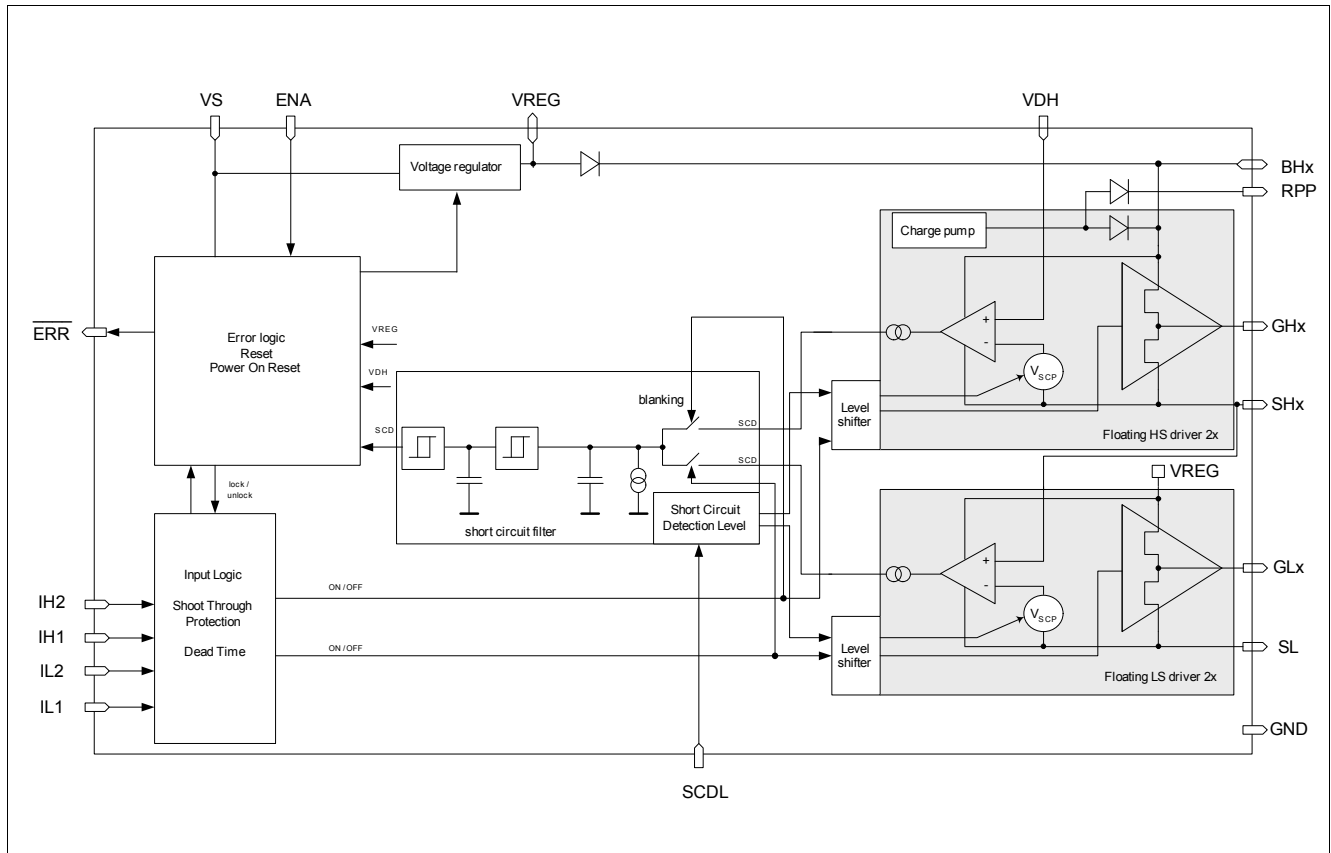 VS
ENA
VREG
VDH
Voltage regulator
BHx
RPP
Charge pump
ERR
Error logic
Reset
Power On Reset
VREG
VDH
SCD
+
-
VSCP
GHx
SHx
Level
shifter
Floating HS driver 2x
blanking
SCD
SCD
short circuit filter
Short Circuit
Detection Level
lock /
unlock
VREG
+
-
VSCP
GLx
SL
Level
shifter
Floating LS driver 2x
Input Logic
Shoot Through
Protection
Dead Time
ON / OFF
ON / OFF
IH2
IH1
IL2
IL1
GND
SCDL